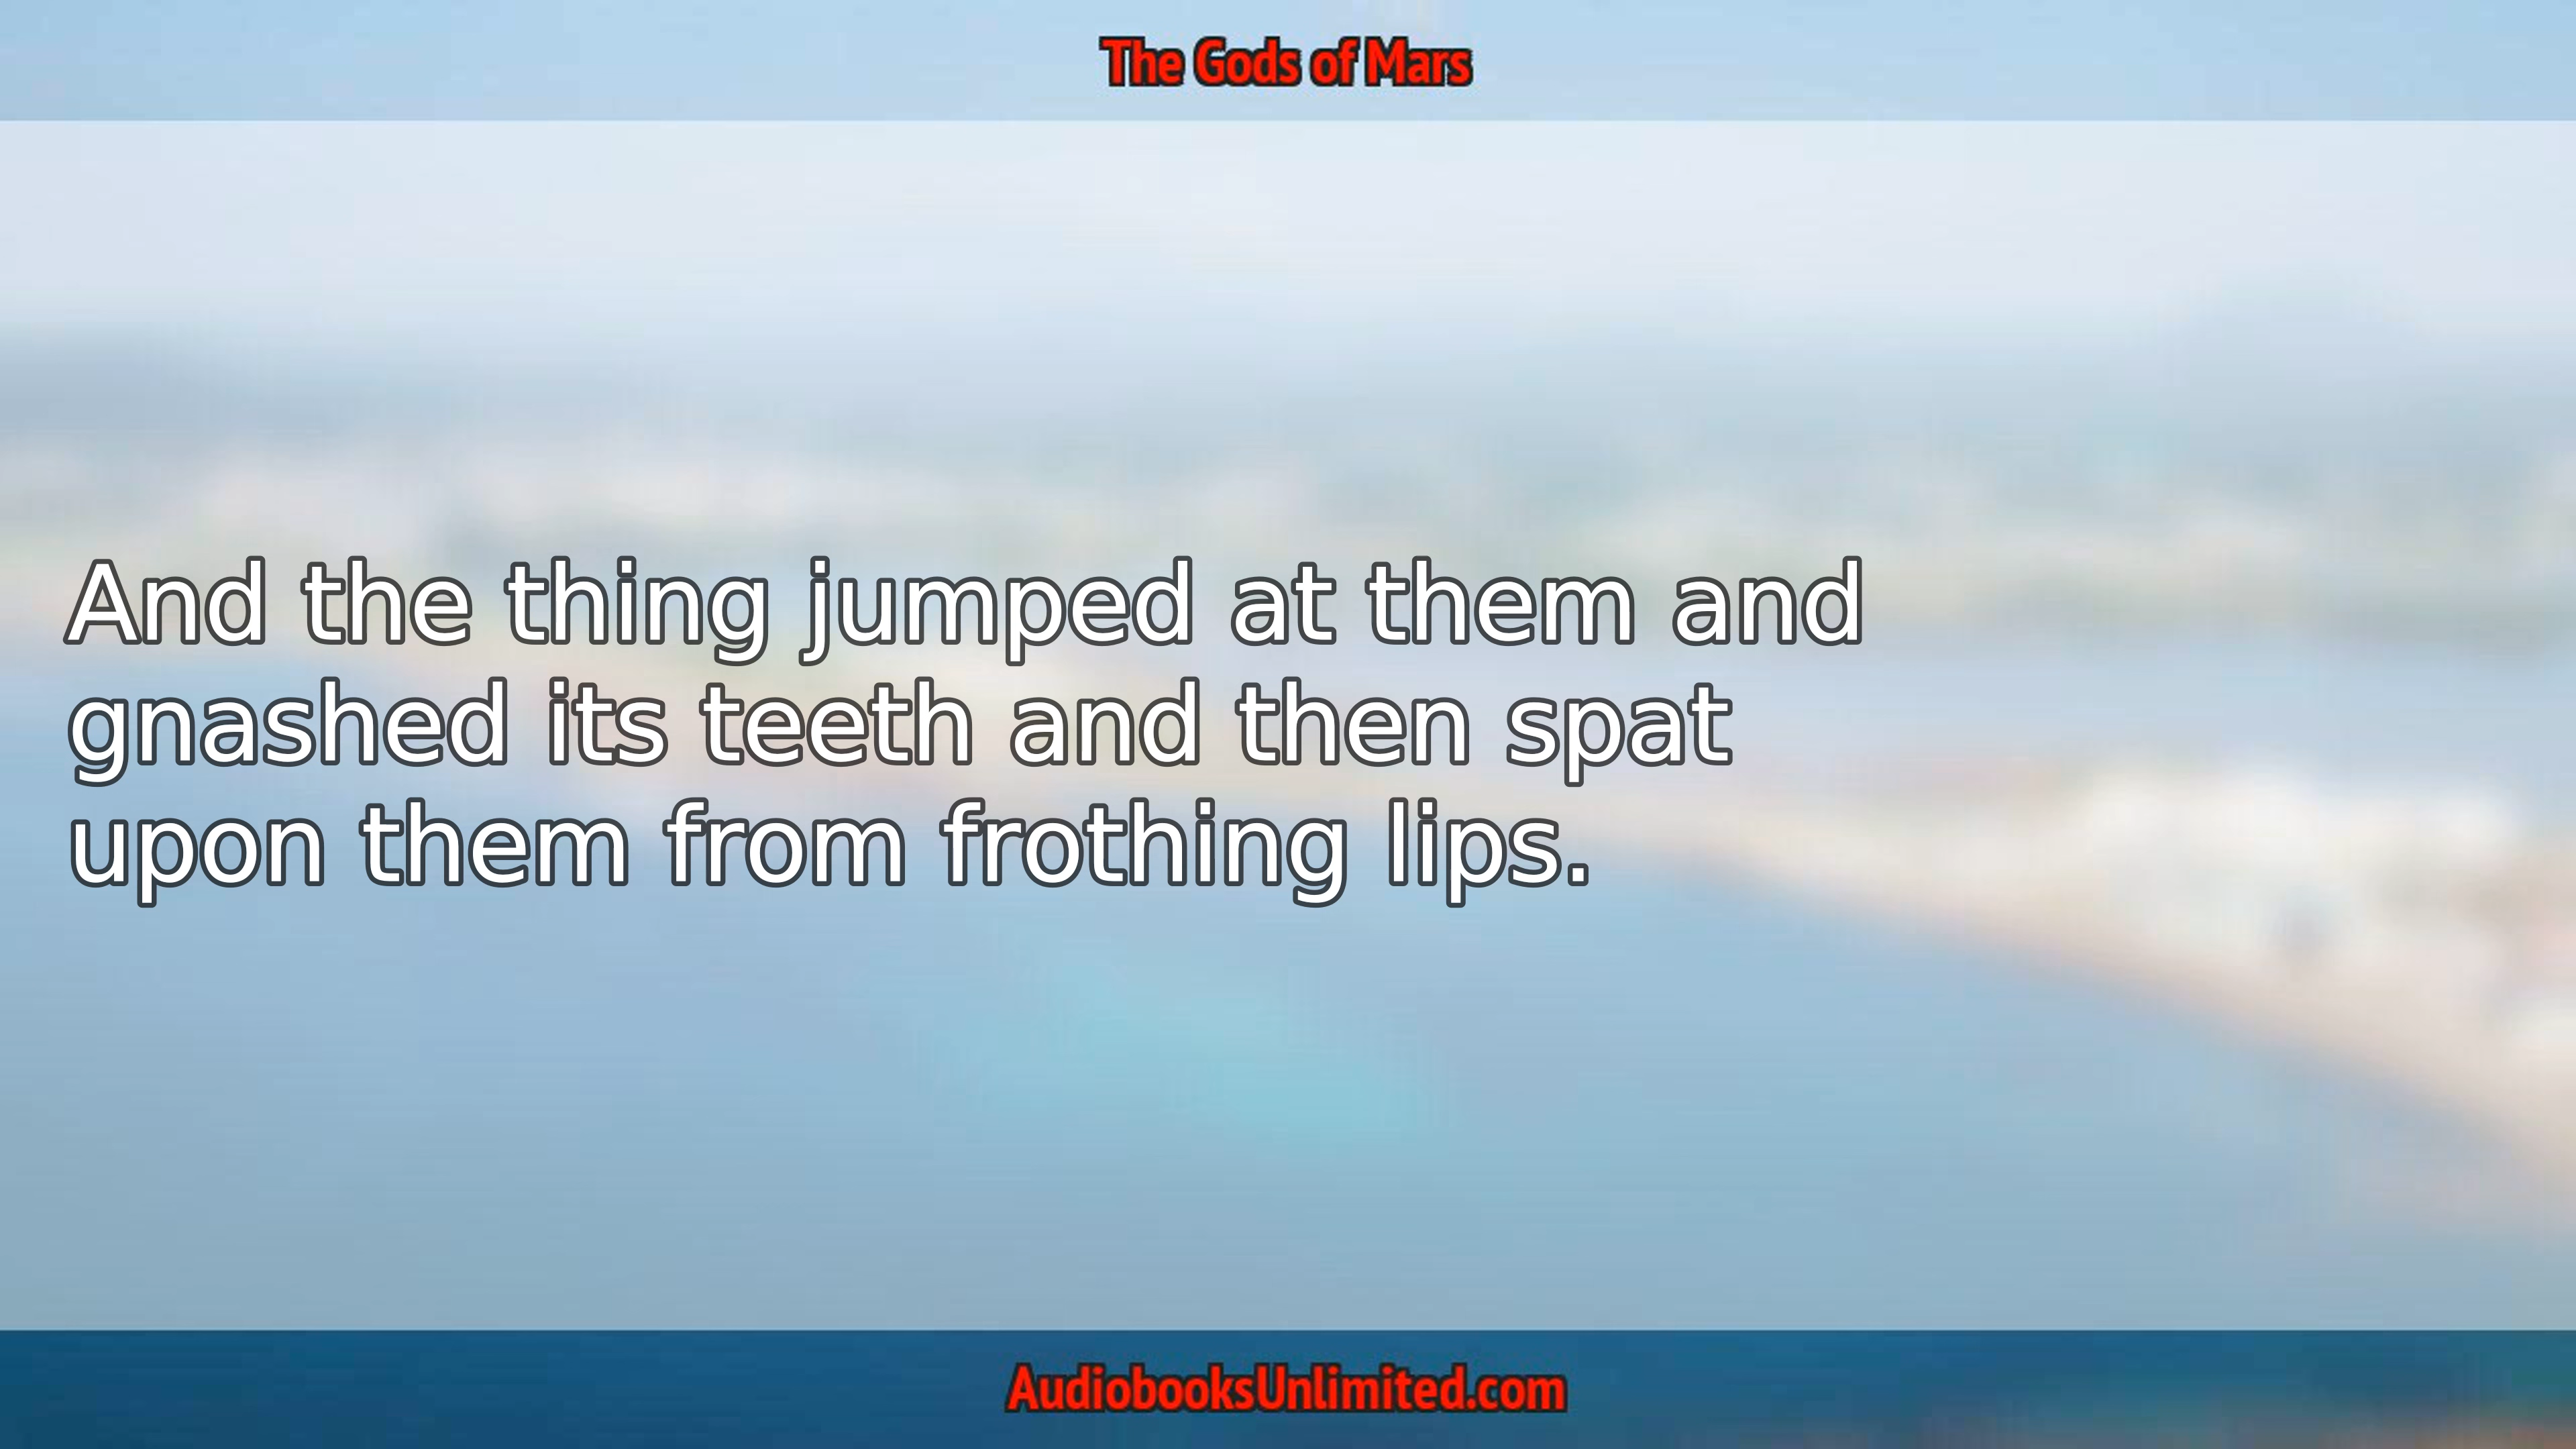 The Gods of Mars
And the thing jumped at them and
gnashed its teeth and then spat
upon them from frothing lips.
AudiobooksUnlimited.com